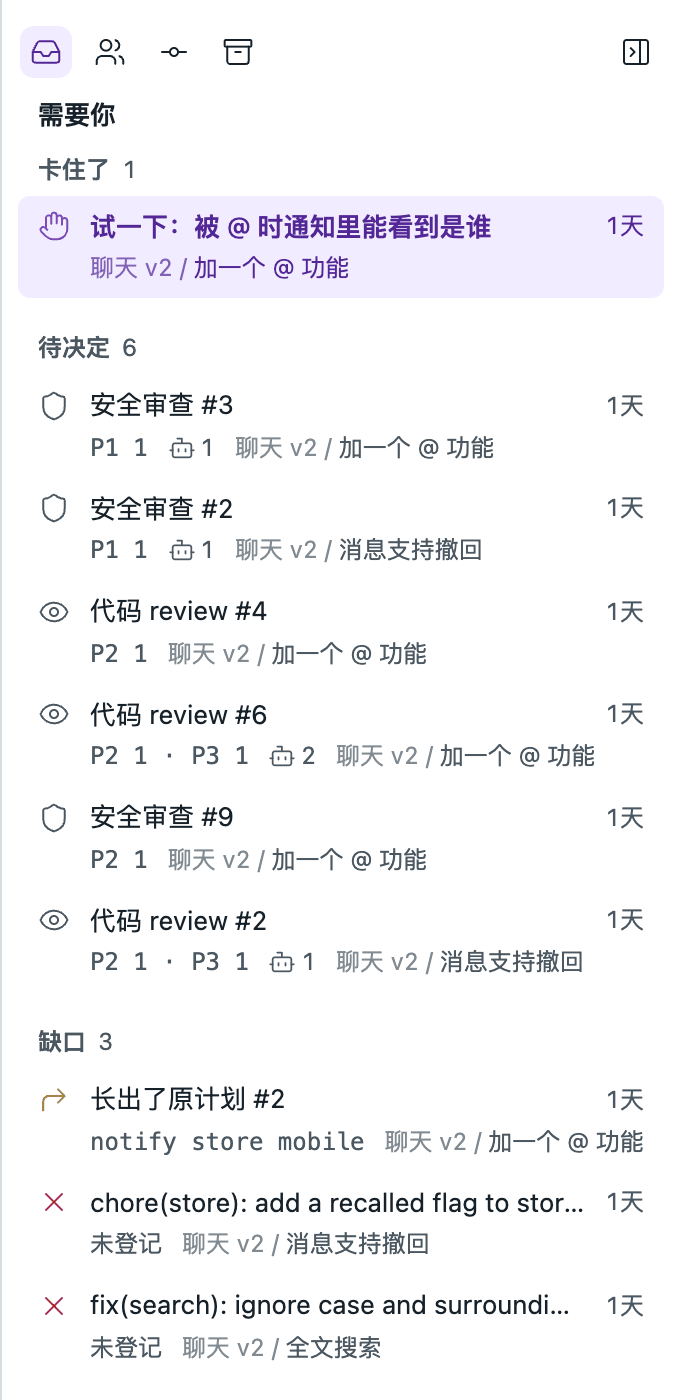 需要你
卡住了 1
试一下：被 @ 时通知里能看到是谁 1天
聊天 v2 / 加一个 @ 功能
待决定 6
安全审查 #3 1天
P1 1 1 聊天 v2 / 加一个 @ 功能
安全审查 #2 1天
P1 1 1 聊天 v2 / 消息支持撤回
代码 review #4 1天
P2 1 聊天 v2 / 加一个 @ 功能
代码 review #6 1天
P2 1 · P3 1 2 聊天 v2 / 加一个 @ 功能
安全审查 #9 1天
P2 1 聊天 v2 / 加一个 @ 功能
代码 review #2 1天
P2 1 · P3 1 1 聊天 v2 / 消息支持撤回
缺口 3
长出了原计划 #2 1天
notify store mobile 聊天 v2 / 加一个 @ 功能
chore(store): add a recalled flag to stor... 1天
未登记 聊天 v2 / 消息支持撤回
fix(search): ignore case and surroundi... 1天
未登记 聊天 v2 / 全文搜索